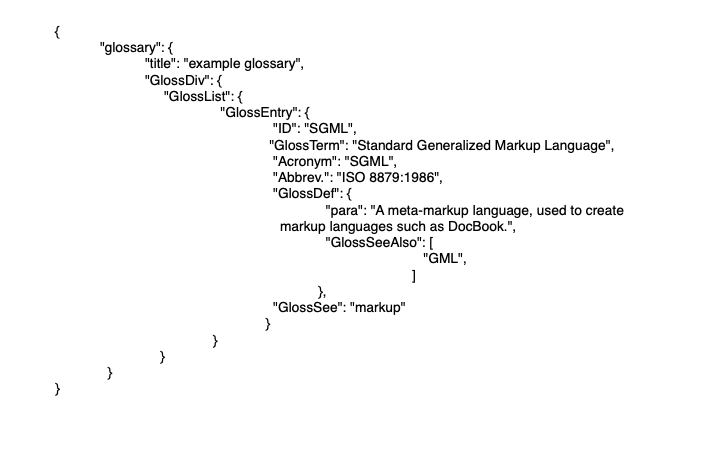 {
"glossary": {
"title": "example glossary",
"GlossDiv": {
"GlossList": {
"GlossEntry": {
"ID": "SGML",
"GlossTerm": "Standard Generalized Markup Language",
"Acronym": "SGML",
"Abbrev.": "ISO 8879:1986",
"GlossDef": {
"para": "A meta-markup language, used to create
markup languages such as DocBook.",
"GlossSeeAlso": [
"GML",
]
},
"GlossSee": "markup"
}
}
}
}
}